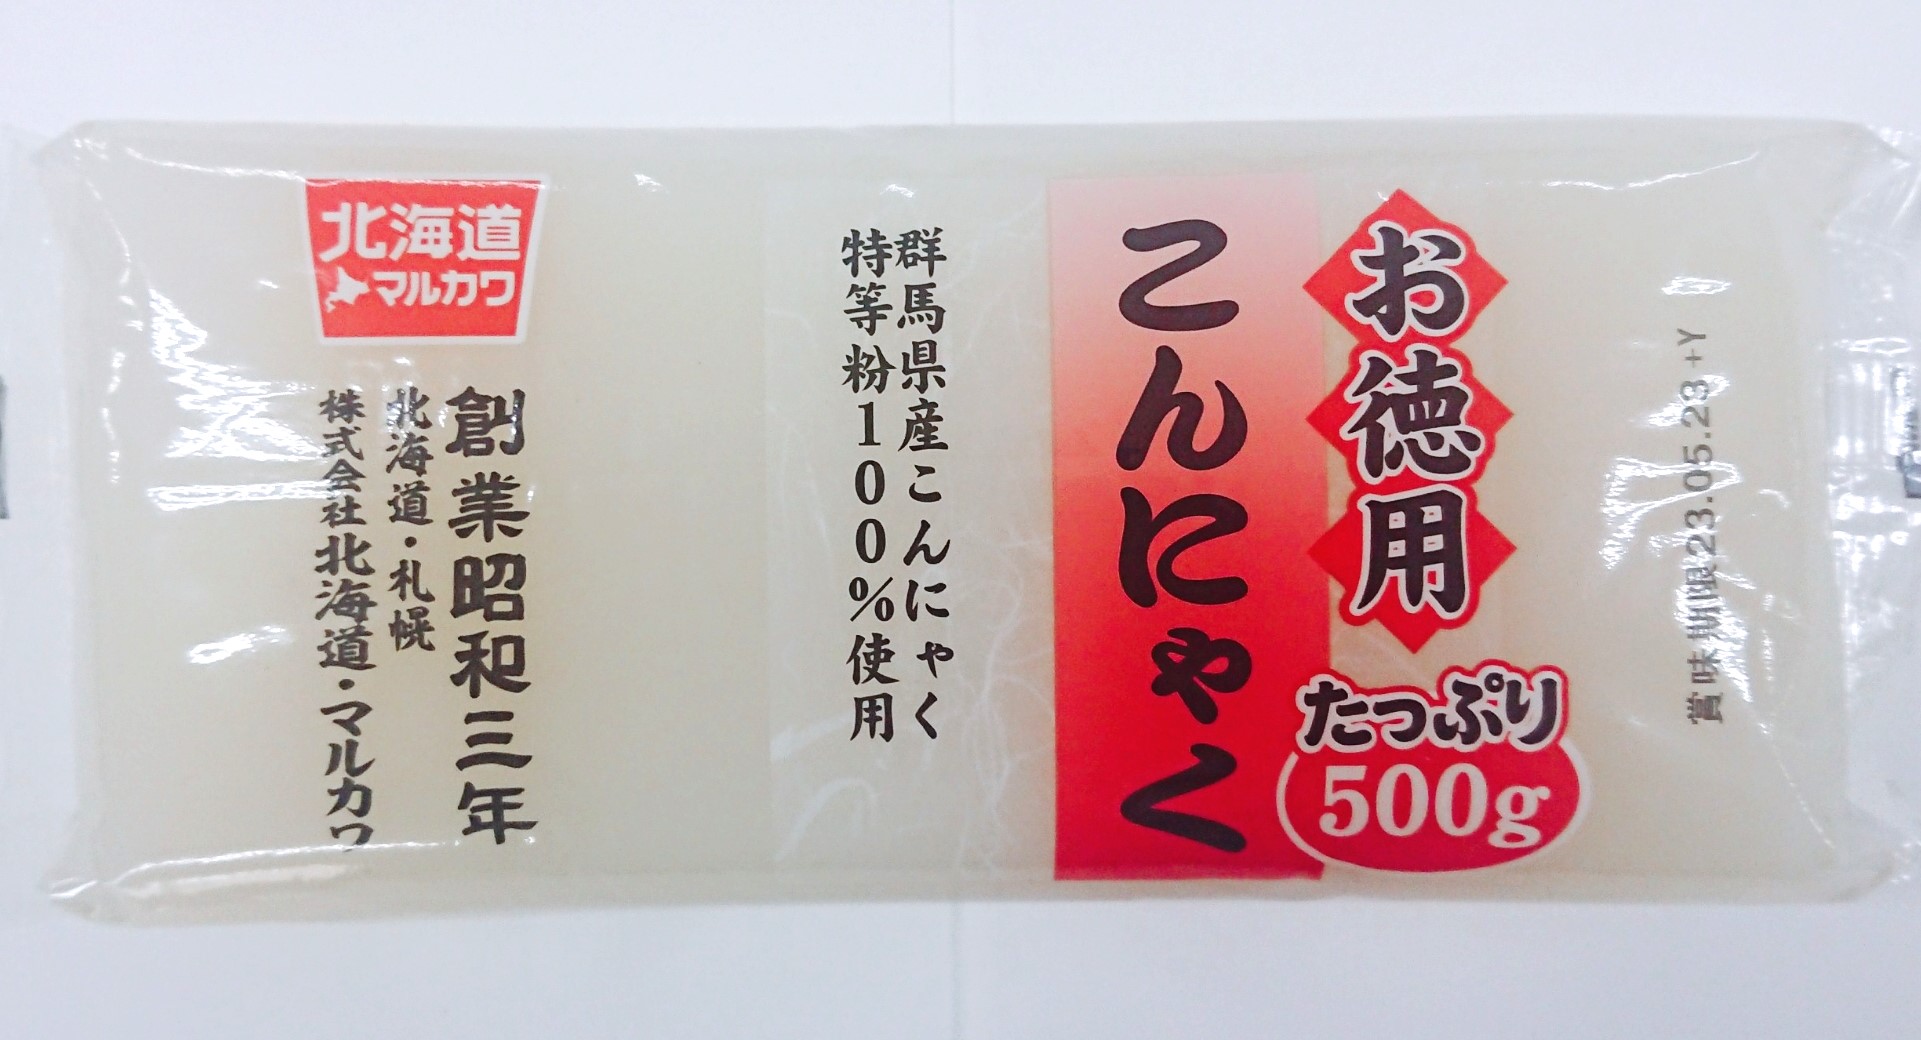 賞味期限23.05.23+Y
お徳用
たっぷり
500g
こんにゃく
群馬県産こんにゃく
特等粉100%使用
北海道
マルカワ
創業昭和三年
北海道・札幌
株式会社北海道・マルカワ